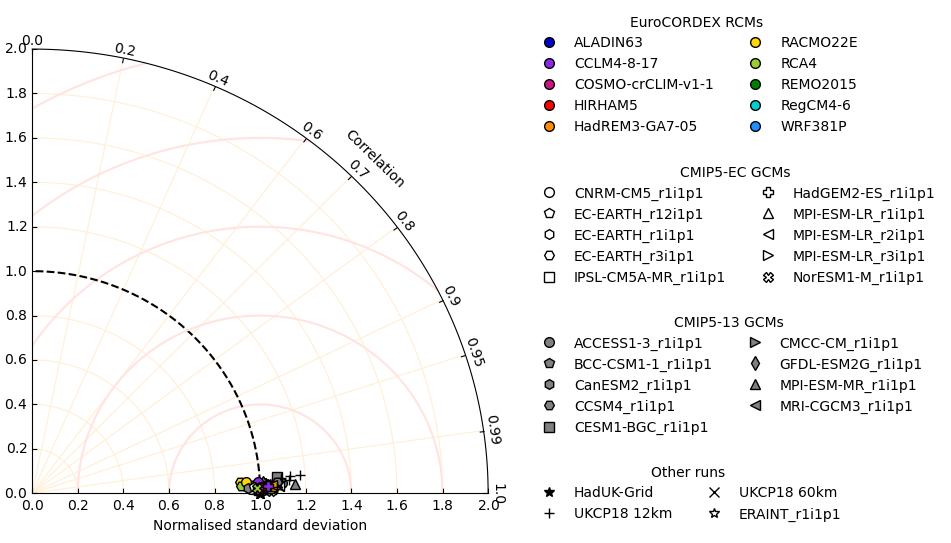 EuroCORDEX RCMs
ALADIN63 RACMO22E
CCLM4-8-17 RCA4
COSMO-crCLIM-v1-1 REMO2015
HIRHAM5 RegCM4-6
HadREM3-GA7-05 WRF381P
CMIP5-EC GCMs
CNRM-CM5_r1i1p1 HadGEM2-ES_r1i1p1
EC-EARTH_r12i1p1 MPI-ESM-LR_r1i1p1
EC-EARTH_r1i1p1 MPI-ESM-LR_r2i1p1
EC-EARTH_r3i1p1 MPI-ESM-LR_r3i1p1
IPSL-CM5A-MR_r1i1p1 NorESM1-M_r1i1p1
CMIP5-13 GCMs
ACCESS1-3_r1i1p1 CMCC-CM_r1i1p1
BCC-CSM1-1_r1i1p1 GFDL-ESM2G_r1i1p1
CanESM2_r1i1p1 MPI-ESM-MR_r1i1p1
CCSM4_r1i1p1 MRI-CGCM3_r1i1p1
CESM1-BGC_r1i1p1
Other runs
HadUK-Grid UKCP18 60km
UKCP18 12km ERAINT_r1i1p1
0.0
0.2
0.4
0.6
0.7
0.8
0.9
0.95
0.99
1.0
Correlation
2.0
1.8
1.6
1.4
1.2
1.0
0.8
0.6
0.4
0.2
0.0
0.0 0.2 0.4 0.6 0.8 1.0 1.2 1.4 1.6 1.8 2.0
Normalised standard deviation